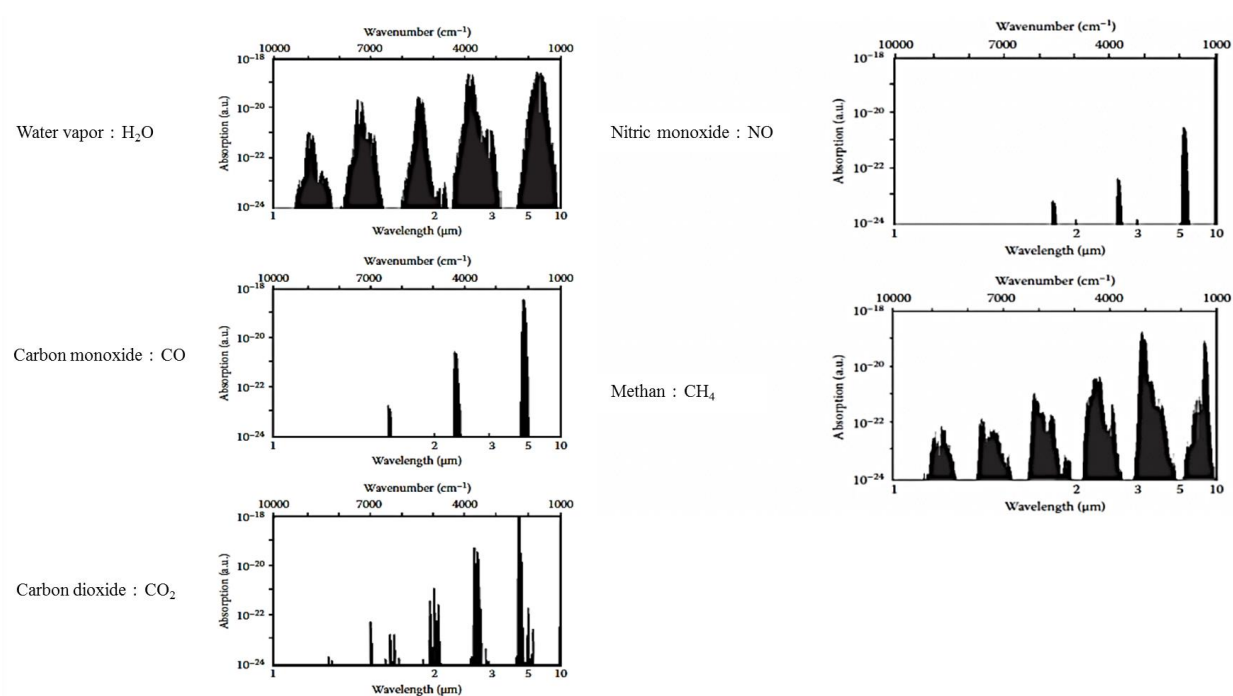 Water vapor : H₂O
Wavenumber (cm⁻¹)
10000 7000 4000 1000
Absorption (a.u.)
10⁻¹⁸
10⁻²⁰
10⁻²²
10⁻²⁴
1 2 3 5 10
Wavelength (μm)
Carbon monoxide : CO
Wavenumber (cm⁻¹)
10000 7000 4000 1000
Absorption (a.u.)
10⁻¹⁸
10⁻²⁰
10⁻²²
10⁻²⁴
1 2 3 5 10
Wavelength (μm)
Carbon dioxide : CO₂
Wavenumber (cm⁻¹)
10000 7000 4000 1000
Absorption (a.u.)
10⁻¹⁸
10⁻²⁰
10⁻²²
10⁻²⁴
1 2 3 5 10
Wavelength (μm)
Nitric monoxide : NO
Wavenumber (cm⁻¹)
10000 7000 4000 1000
Absorption (a.u.)
10⁻¹⁸
10⁻²⁰
10⁻²²
10⁻²⁴
1 2 3 5 10
Wavelength (μm)
Methan : CH₄
Wavenumber (cm⁻¹)
10000 7000 4000 1000
Absorption (a.u.)
10⁻¹⁸
10⁻²⁰
10⁻²²
10⁻²⁴
1 2 3 5 10
Wavelength (μm)